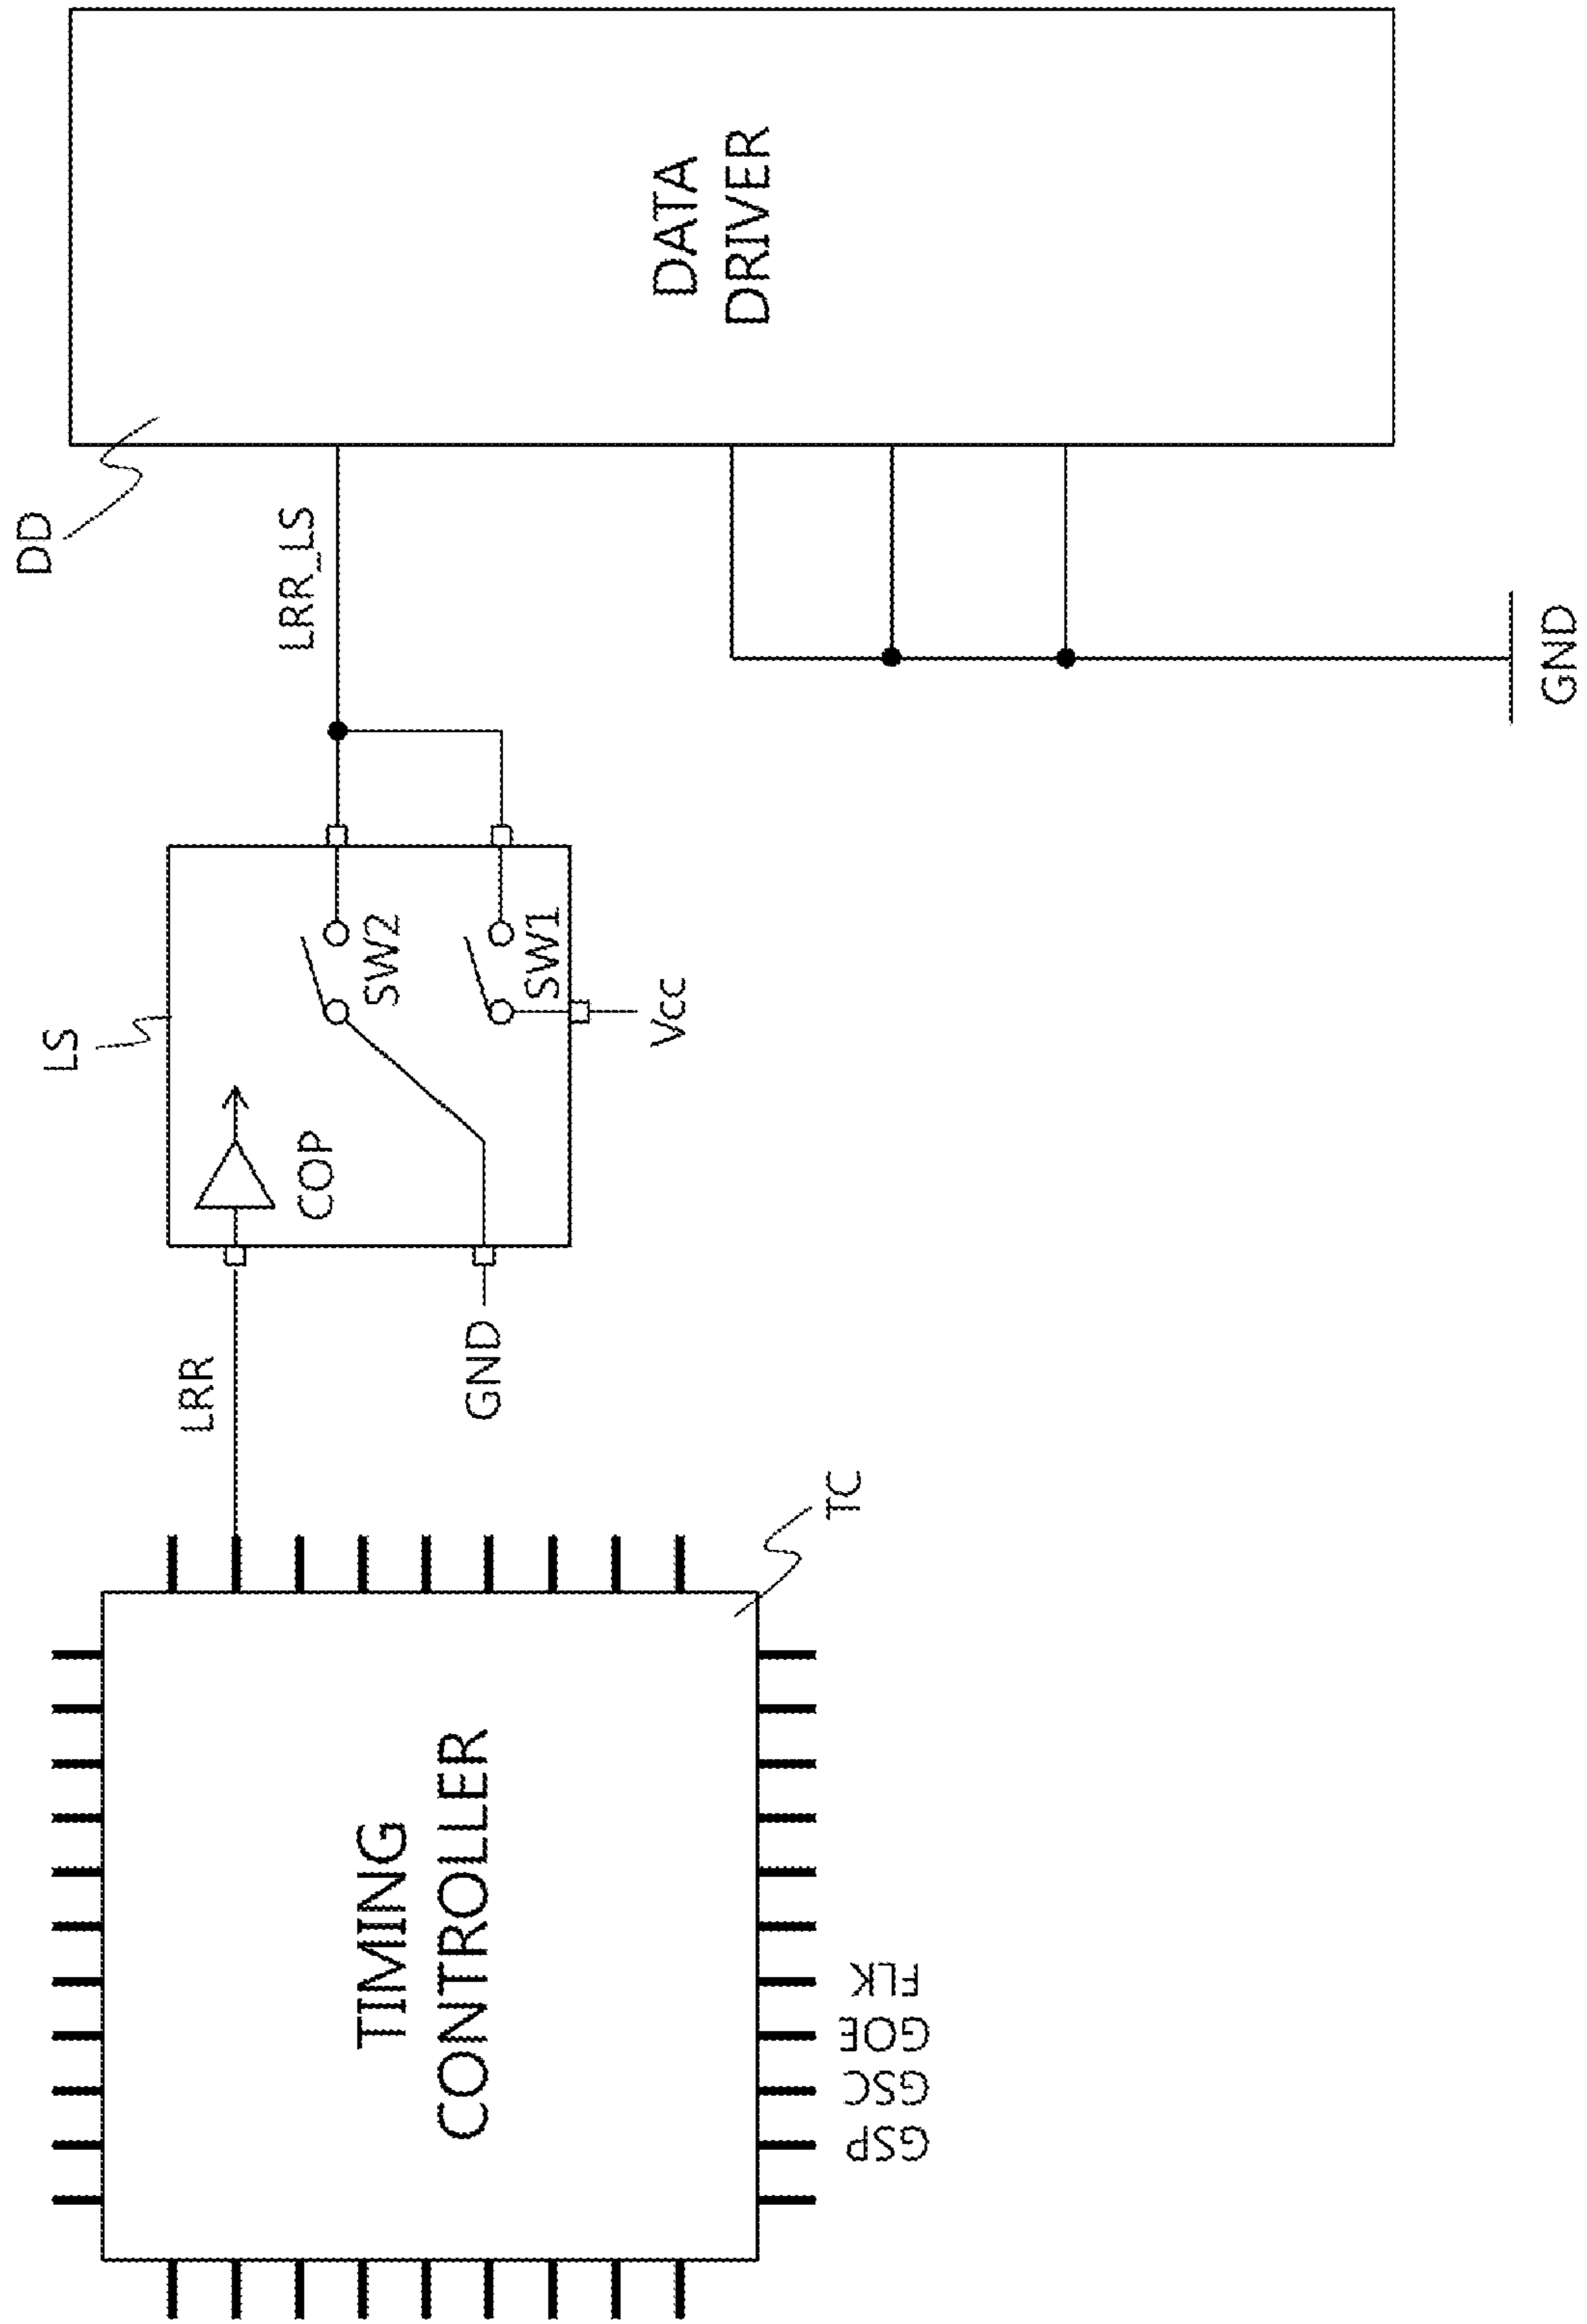 TIMING
CONTROLLER
TC
GSP
GSC
GOE
FLK
LRR
GND
LS
COP
SW2
SW1
Vcc
LRR_LS
DD
DATA
DRIVER
GND